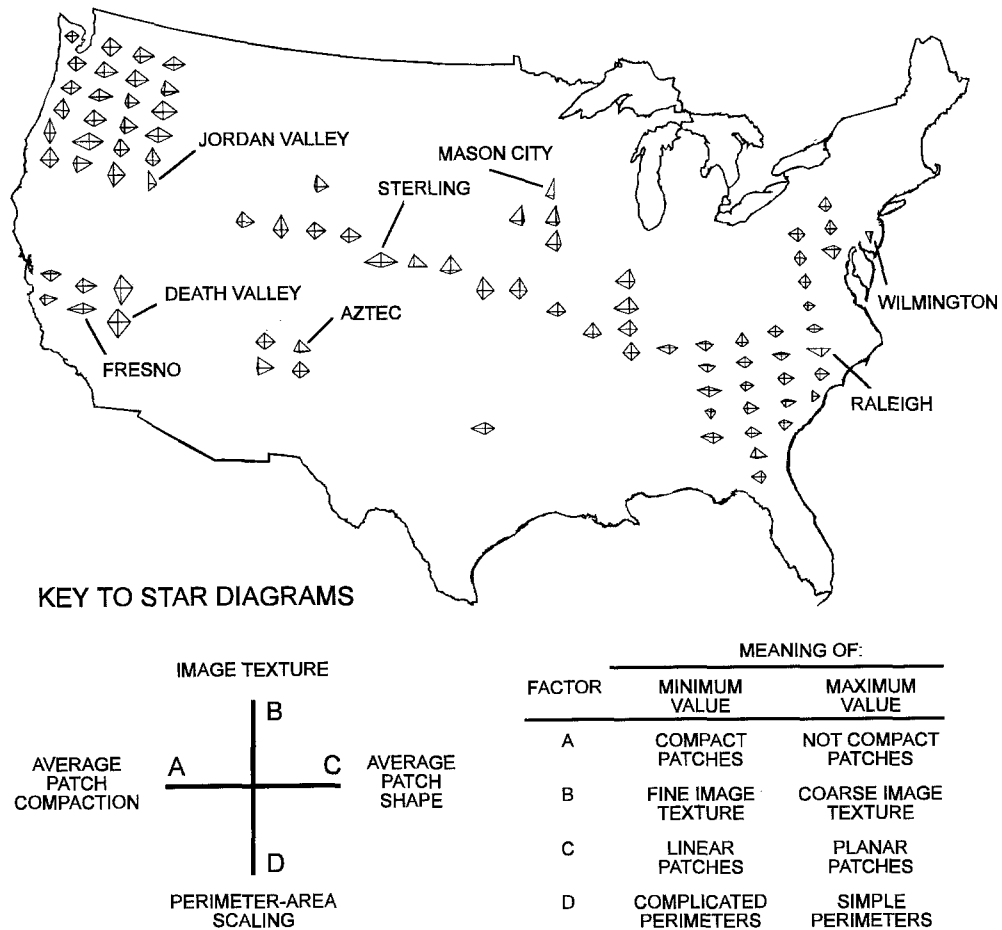 JORDAN VALLEY
MASON CITY
STERLING
DEATH VALLEY
AZTEC
WILMINGTON
FRESNO
RALEIGH
KEY TO STAR DIAGRAMS
IMAGE TEXTURE
B
AVERAGE
PATCH
COMPACTION
A
C
AVERAGE
PATCH
SHAPE
D
PERIMETER-AREA
SCALING
MEANING OF:
FACTOR
MINIMUM
VALUE
MAXIMUM
VALUE
A
COMPACT
PATCHES
NOT COMPACT
PATCHES
B
FINE IMAGE
TEXTURE
COARSE IMAGE
TEXTURE
C
LINEAR
PATCHES
PLANAR
PATCHES
D
COMPLICATED
PERIMETERS
SIMPLE
PERIMETERS